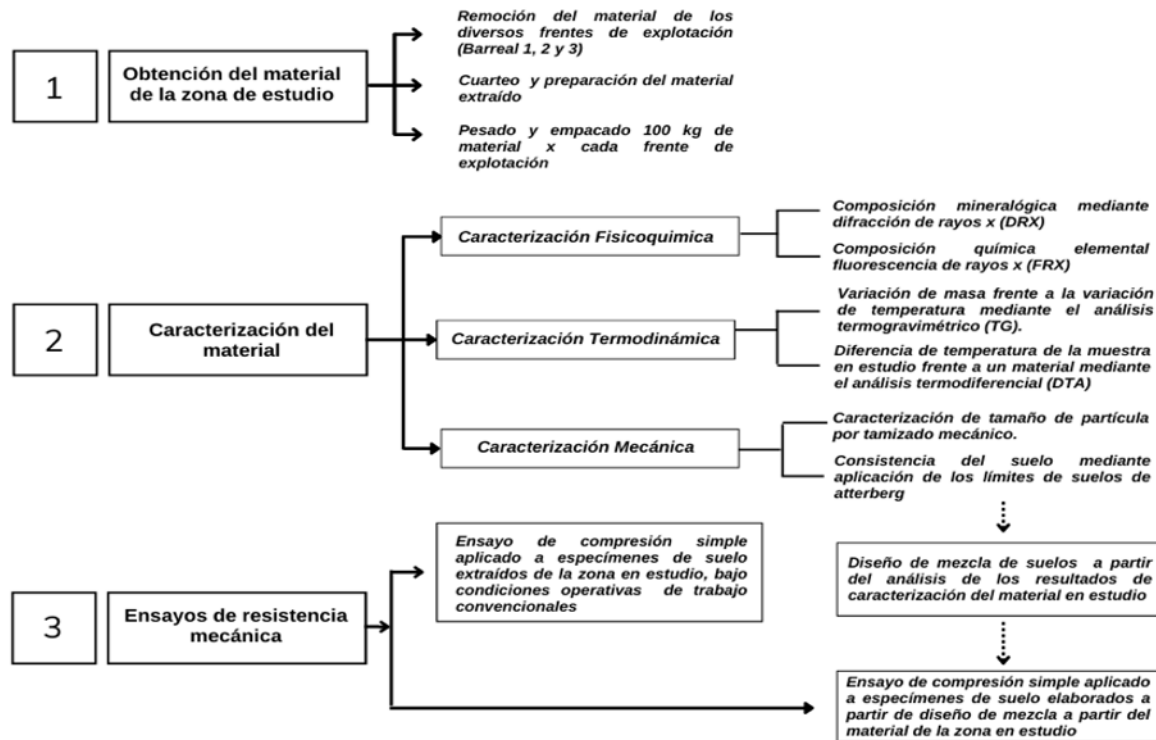 1
Obtención del material
de la zona de estudio
Remoción del material de los
diversos frentes de explotación
(Barreal 1, 2 y 3)
Cuarteo y preparación del material
extraído
Pesado y empacado 100 kg de
material x cada frente de
explotación
2
Caracterización del
material
Caracterización Fisicoquimica
Composición mineralógica mediante
difracción de rayos x (DRX)
Composición química elemental
fluorescencia de rayos x (FRX)
Caracterización Termodinámica
Variación de masa frente a la variación
de temperatura mediante el análisis
termogravimétrico (TG).
Diferencia de temperatura de la muestra
en estudio frente a un material mediante
el análisis termodiferencial (DTA)
Caracterización Mecánica
Caracterización de tamaño de partícula
por tamizado mecánico.
Consistencia del suelo mediante
aplicación de los límites de suelos de
atterberg
3
Ensayos de resistencia
mecánica
Ensayo de compresión simple
aplicado a especímenes de suelo
extraídos de la zona en estudio, bajo
condiciones operativas de trabajo
convencionales
Diseño de mezcla de suelos a partir
del análisis de los resultados de
caracterización del material en estudio
Ensayo de compresión simple aplicado
a especímenes de suelo elaborados a
partir de diseño de mezcla a partir del
material de la zona en estudio